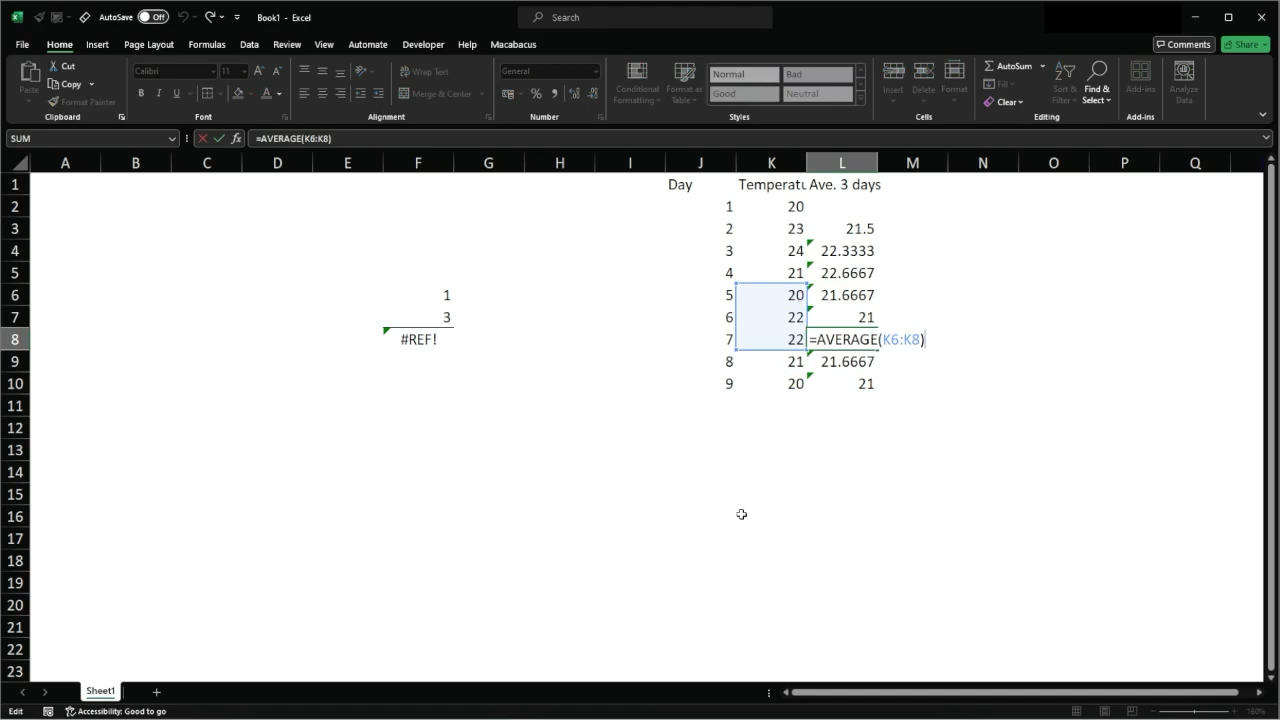 AutoSave Off Book1 - Excel Search
File Home Insert Page Layout Formulas Data Review View Automate Developer Help Macabacus Comments Share
Paste
Cut
Copy
Format Painter
Clipboard
Calibri 11
B I U
Font
Wrap Text
Merge & Center
Alignment
General
Number
Conditional Formatting
Format as Table
Normal Bad
Good Neutral
Styles
Insert Delete Format
Cells
AutoSum
Fill
Clear
Sort & Filter
Find & Select
Editing
Add-ins
Add-ins
Analyze Data
SUM =AVERAGE(K6:K8)
A B C D E F G H I J K L M N O P Q
1 Day Temperatu Ave. 3 days
2 1 20
3 2 23 21.5
4 3 24 22.3333
5 4 21 22.6667
6 1 5 20 21.6667
7 3 6 22 21
8 #REF! 7 22 =AVERAGE(K6:K8)
9 8 21 21.6667
10 9 20 21
11
12
13
14
15
16
17
18
19
20
21
22
23
Sheet1
Edit Accessibility: Good to go 160%